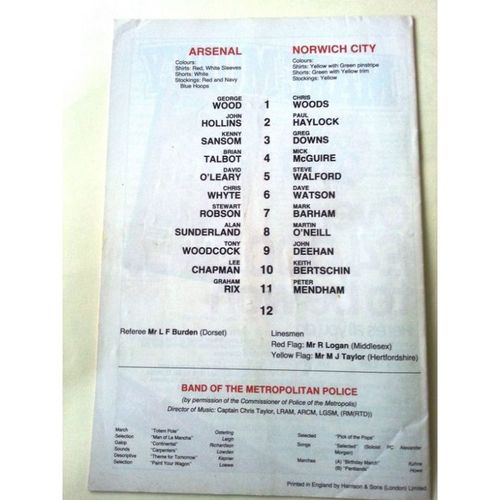 ARSENAL
Colours:
Shirts: Red, White Sleeves
Shorts: White
Stockings: Red and Navy
Blue Hoops
NORWICH CITY
Colours:
Shirts: Yellow with Green pinstripe
Shorts: Green with Yellow trim
Stockings: Yellow
GEORGE WOOD 1 CHRIS WOODS
JOHN HOLLINS 2 PAUL HAYLOCK
KENNY SANSOM 3 GREG DOWNS
BRIAN TALBOT 4 MICK McGUIRE
DAVID O'LEARY 5 STEVE WALFORD
CHRIS WHYTE 6 DAVE WATSON
STEWART ROBSON 7 MARK BARHAM
ALAN SUNDERLAND 8 MARTIN O'NEILL
TONY WOODCOCK 9 JOHN DEEHAN
LEE CHAPMAN 10 KEITH BERTSCHIN
GRAHAM RIX 11 PETER MENDHAM
12
Referee Mr L F Burden (Dorset)
Linesmen
Red Flag: Mr R Logan (Middlesex)
Yellow Flag: Mr M J Taylor (Hertfordshire)
BAND OF THE METROPOLITAN POLICE
(by permission of the Commissioner of Police of the Metropolis)
Director of Music: Captain Chris Taylor, LRAM, ARCM, LGSM, (RM(RTD))
March "Totem Pole" Osterling
Selection "Man of La Mancha" Leigh
Galop "Continental" Richardson
Sounds "Carpenters" Lowden
Descriptive "Theme for Tomorrow"
Selection "Paint Your Wagon" Loewe
Selected "Pick of the Pops"
Songs "Selected" (Soloist PC Alexander
Morgan)
Marches (A) "Birthday March"
(B) "Pentlands" Howe
Printed in England by Harrison & Sons (London) Limited